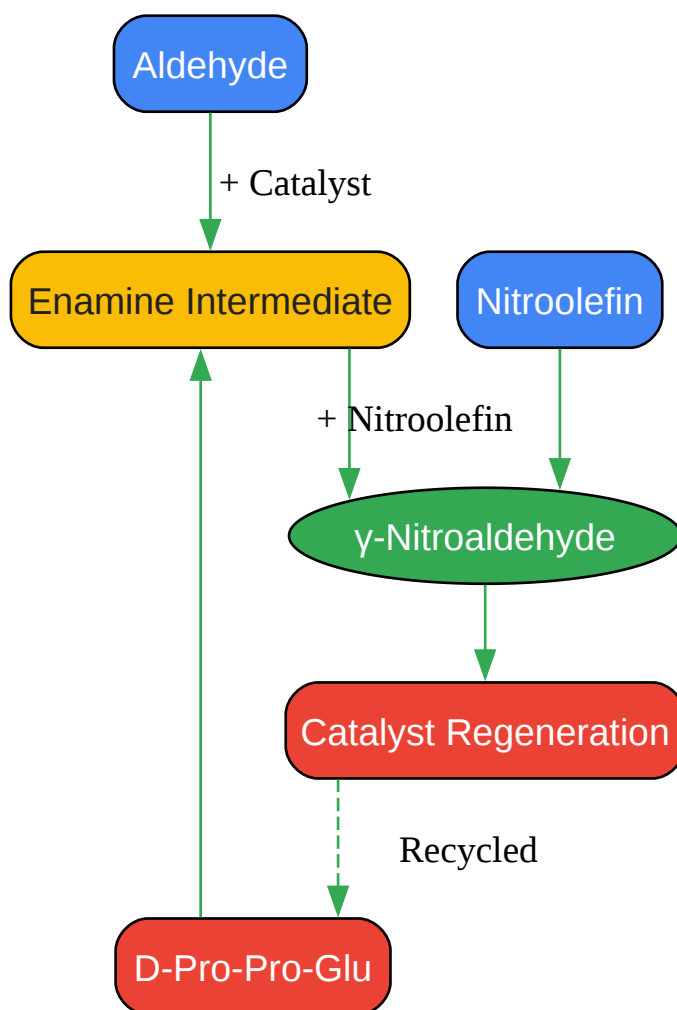 Aldehyde
+ Catalyst
Enamine Intermediate
Nitroolefin
+ Nitroolefin
γ-Nitroaldehyde
Catalyst Regeneration
Recycled
D-Pro-Pro-Glu